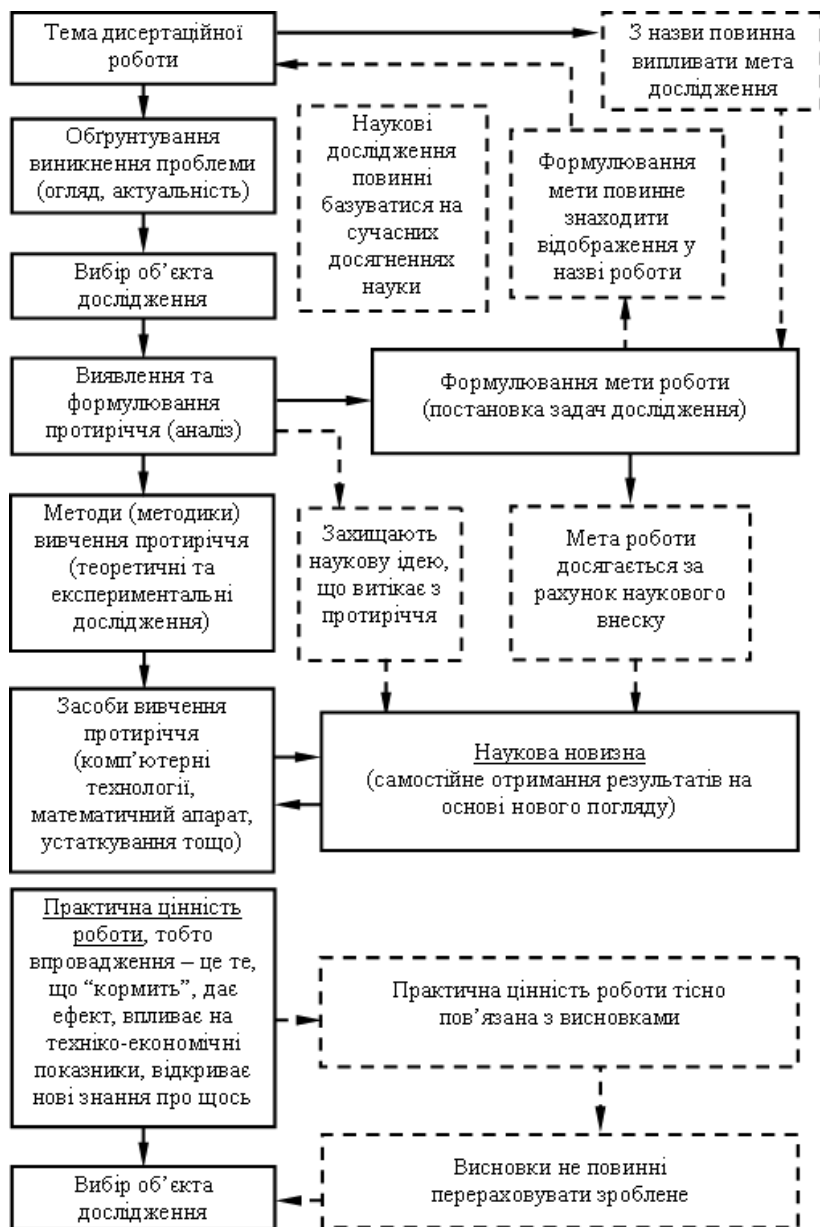 Тема дисертаційної
роботи
З назви повинна
випливати мета
дослідження
Обґрунтування
виникнення проблеми
(огляд, актуальність)
Наукові
дослідження
повинні
базуватися на
сучасних
досягненнях
науки
Формулювання
мети повинне
знаходити
відображення у
назві роботи
Вибір об’єкта
дослідження
Виявлення та
формулювання
протиріччя (аналіз)
Формулювання мети роботи
(постановка задач дослідження)
Методи (методики)
вивчення протиріччя
(теоретичні та
експериментальні
дослідження)
Захищають
наукову ідею,
що витікає з
протиріччя
Мета роботи
досягається за
рахунок наукового
внеску
Засоби вивчення
протиріччя
(комп’ютерні
технології,
математичний апарат,
устаткування тощо)
Наукова новизна
(самостійне отримання результатів на
основі нового погляду)
Практична цінність
роботи, тобто
впровадження – це те,
що “кормить”, дає
ефект, впливає на
техніко-економічні
показники, відкриває
нові знання про щось
Практична цінність роботи тісно
пов’язана з висновками
Вибір об’єкта
дослідження
Висновки не повинні
перераховувати зроблене